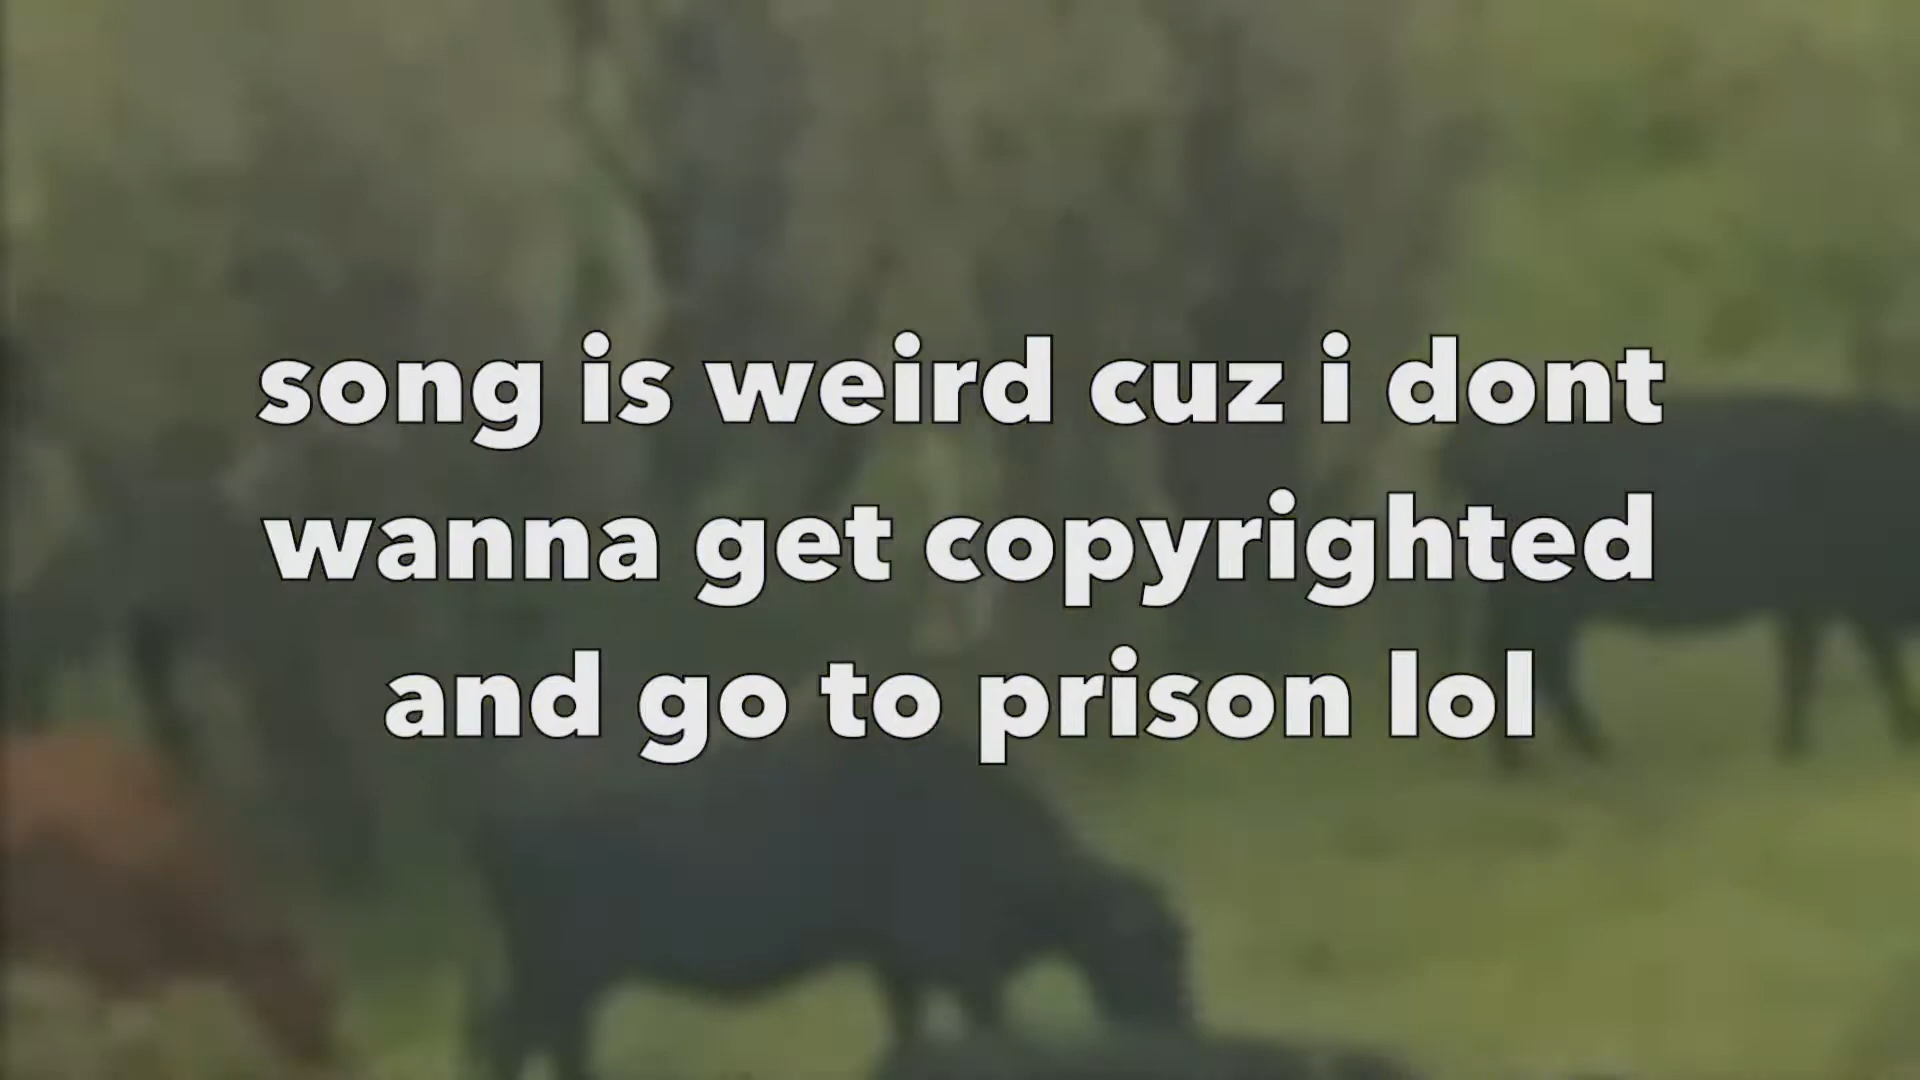 song is weird cuz i dont
wanna get copyrighted
and go to prison lol